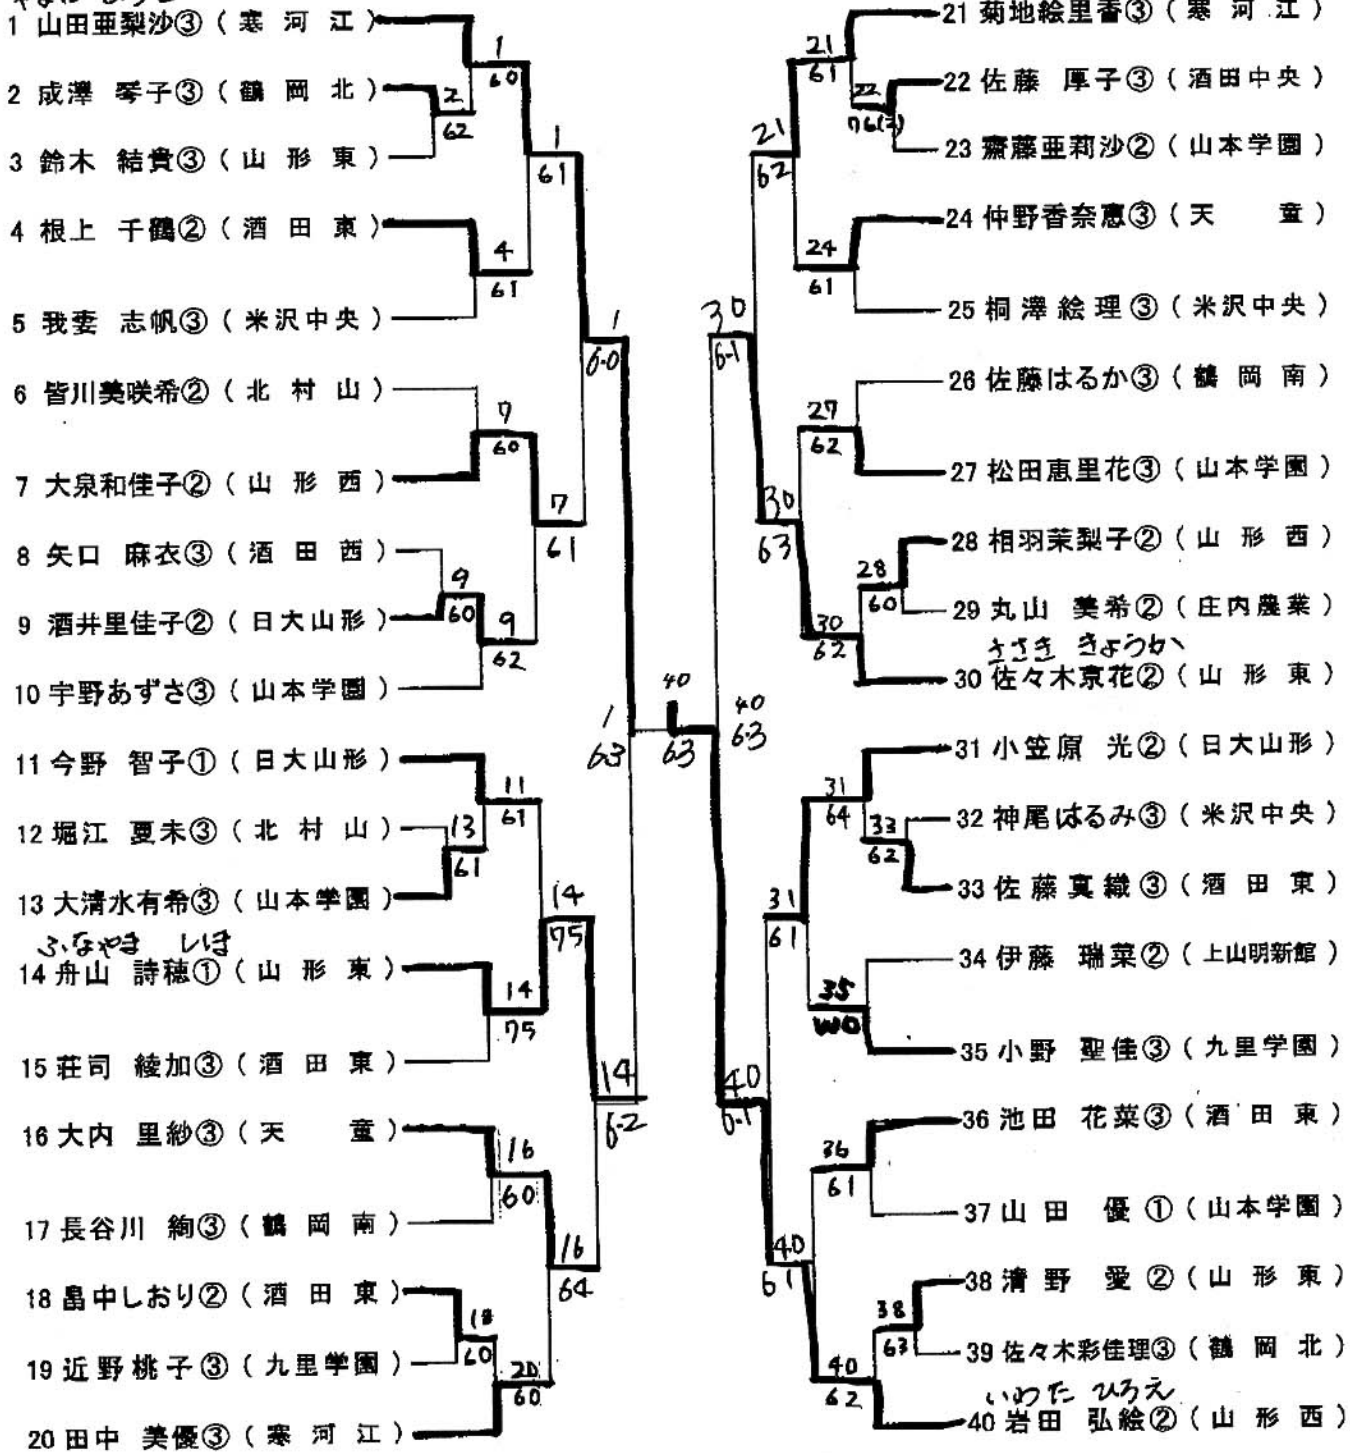 1 山田亜梨沙③ ( 寒 河 江 )
2 成澤 琴子③ ( 鶴 岡 北 )
3 鈴木 結貴③ ( 山 形 東 )
4 根上 千鶴② ( 酒 田 東 )
5 我妻 志帆③ ( 米沢中央 )
6 皆川美咲希② ( 北 村 山 )
7 大泉和佳子② ( 山 形 西 )
8 矢口 麻衣③ ( 酒 田 西 )
9 酒井里佳子② ( 日大山形 )
10 宇野あずさ③ ( 山本学園 )
11 今野 智子① ( 日大山形 )
12 堀江 夏未③ ( 北 村 山 )
13 大清水有希③ ( 山本学園 )
ふなやま しほ
14 舟山 詩穂① ( 山 形 東 )
15 荘司 綾加③ ( 酒 田 東 )
16 大内 里紗③ ( 天 童 )
17 長谷川 絢③ ( 鶴 岡 南 )
18 畠中しおり② ( 酒 田 東 )
19 近野桃子③ ( 九里学園 )
20 田中 美優③ ( 寒 河 江 )
1
60
2
62
1
61
4
61
1
6-0
7
60
7
61
9
60
9
62
1
63
11
61
13
61
14
75
14
75
14
6-2
16
60
16
64
18
60
20
60
40
63
40
63
21
61
22
76(2)
21
62
24
61
30
6-1
27
62
30
63
28
60
30
62
31
64
33
62
31
61
35
WO
40
6-1
36
61
40
61
38
63
40
62
21 菊地絵里香③ ( 寒 河 江 )
22 佐藤 厚子③ ( 酒田中央 )
23 齋藤亜莉沙② ( 山本学園 )
24 仲野香奈恵③ ( 天 童 )
25 桐澤絵理③ ( 米沢中央 )
26 佐藤はるか③ ( 鶴 岡 南 )
27 松田恵里花③ ( 山本学園 )
28 相羽茉梨子② ( 山 形 西 )
29 丸山 美希② ( 庄内農業 )
ささき きょうか
30 佐々木京花② ( 山 形 東 )
31 小笠原 光② ( 日大山形 )
32 神尾はるみ③ ( 米沢中央 )
33 佐藤真織③ ( 酒 田 東 )
34 伊藤 瑞菜② ( 上山明新館 )
35 小野 聖佳③ ( 九里学園 )
36 池田 花菜③ ( 酒 田 東 )
37 山田 優① ( 山本学園 )
38 清野 愛② ( 山 形 東 )
39 佐々木彩佳理③ ( 鶴 岡 北 )
いわた ひろえ
40 岩田 弘絵② ( 山 形 西 )